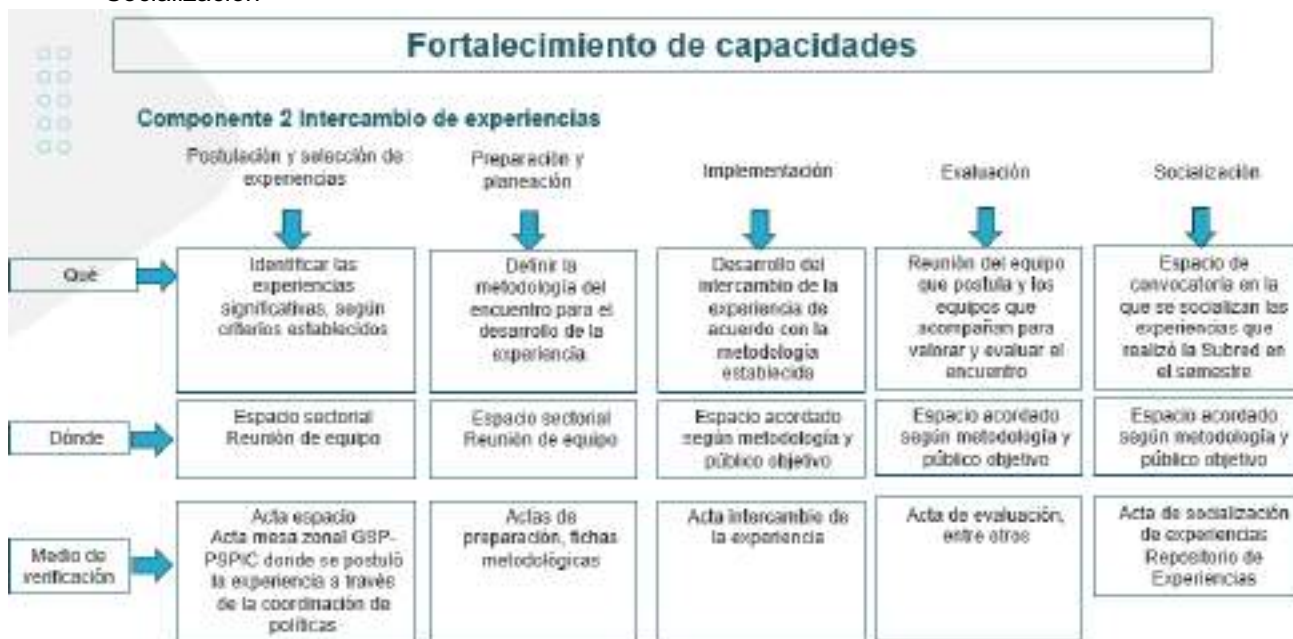 Socialización
Fortalecimiento de capacidades
Componente 2 Intercambio de experiencias
Postulación y selección de
experiencias
Preparación y
planeación
Implementación
Evaluación
Socialización
Qué
Identificar las
experiencias
significativas, según
criterios establecidos
Definir la
metodología del
encuentro para el
desarrollo de la
experiencia.
Desarrollo del
intercambio de la
experiencia de
acuerdo con la
metodología
establecida
Reunión del equipo
que postula y los
equipos que
acompañan para
valorar y evaluar el
encuentro
Espacio de
convocatoria en la
que se socializan las
experiencias que
realizó la Subred en
el semestre.
Dónde
Espacio sectorial
Reunión de equipo
Espacio sectorial
Reunión de equipo
Espacio acordado
según metodología y
público objetivo
Espacio acordado
según metodología y
público objetivo
Espacio acordado
según metodología y
público objetivo
Medio de
verificación
Acta espacio
Acta mesa zonal GSP-
PSPIC donde se postuló
la experiencia a través
de la coordinación de
políticas
Actas de
preparación, fichas
metodológicas
Acta intercambie de
la experiencia
Acta de evaluación,
entre otros
Acta de socialización
de experiencias
Repositorio de
Experiencias